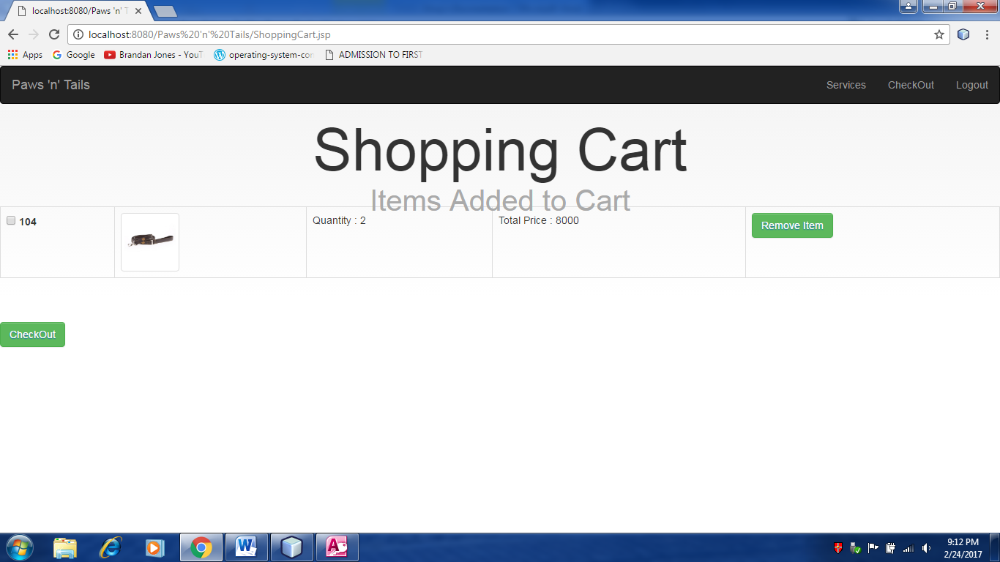 localhost:8080/Paws 'n' T
localhost:8080/Paws%20'n'%20Tails/ShoppingCart.jsp
Apps Google Brandan Jones - YouT operating-system-con ADMISSION TO FIRST
Paws 'n' Tails Services CheckOut Logout
Shopping Cart
Items Added to Cart
104 Quantity : 2 Total Price : 8000 Remove Item
CheckOut
9:12 PM
2/24/2017